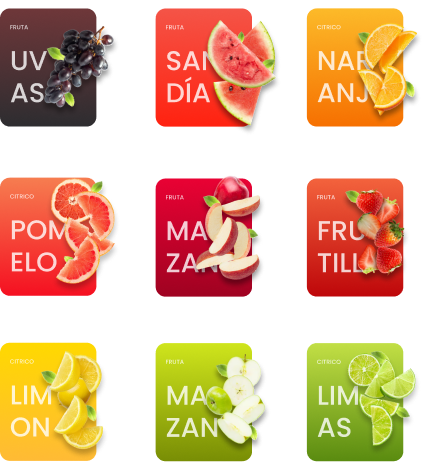 FRUTA
UV
AS
FRUTA
SAN
DÍA
CITRICO
NAR
ANJ
CITRICO
POM
ELO
FRUTA
MA
ZAN
FRUTA
FRU
TILL
CITRICO
LIM
ON
FRUTA
MA
ZAN
CITRICO
LIM
AS